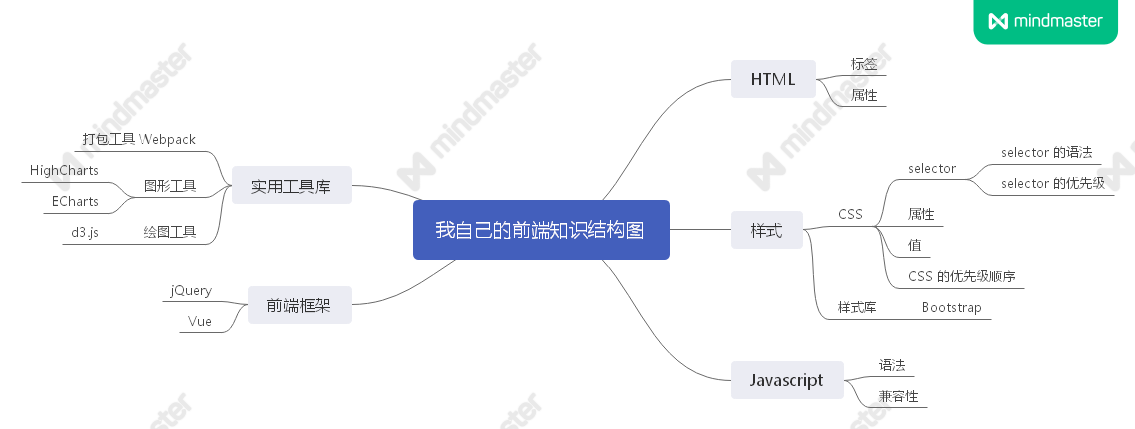 mindmaster
我自己的前端知识结构图
HTML
标签
属性
样式
CSS
selector
selector 的语法
selector 的优先级
属性
值
CSS 的优先级顺序
样式库
Bootstrap
Javascript
语法
兼容性
实用工具库
打包工具 Webpack
图形工具
HighCharts
ECharts
绘图工具
d3.js
前端框架
jQuery
Vue
mindmaster
mindmaster
mindmaster
mindmaster
mindmaster
mindmaster